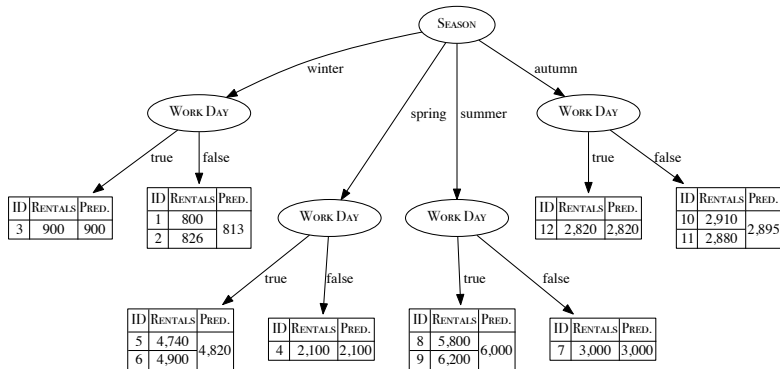 SEASON
winter
spring
summer
autumn
WORK DAY
WORK DAY
true
false
true
false
ID RENTALS PRED.
3 900 900
ID RENTALS PRED.
1 800
813
2 826
WORK DAY
WORK DAY
ID RENTALS PRED.
12 2,820 2,820
ID RENTALS PRED.
10 2,910
2,895
11 2,880
true
false
true
false
ID RENTALS PRED.
5 4,740
4,820
6 4,900
ID RENTALS PRED.
4 2,100 2,100
ID RENTALS PRED.
8 5,800
6,000
9 6,200
ID RENTALS PRED.
7 3,000 3,000